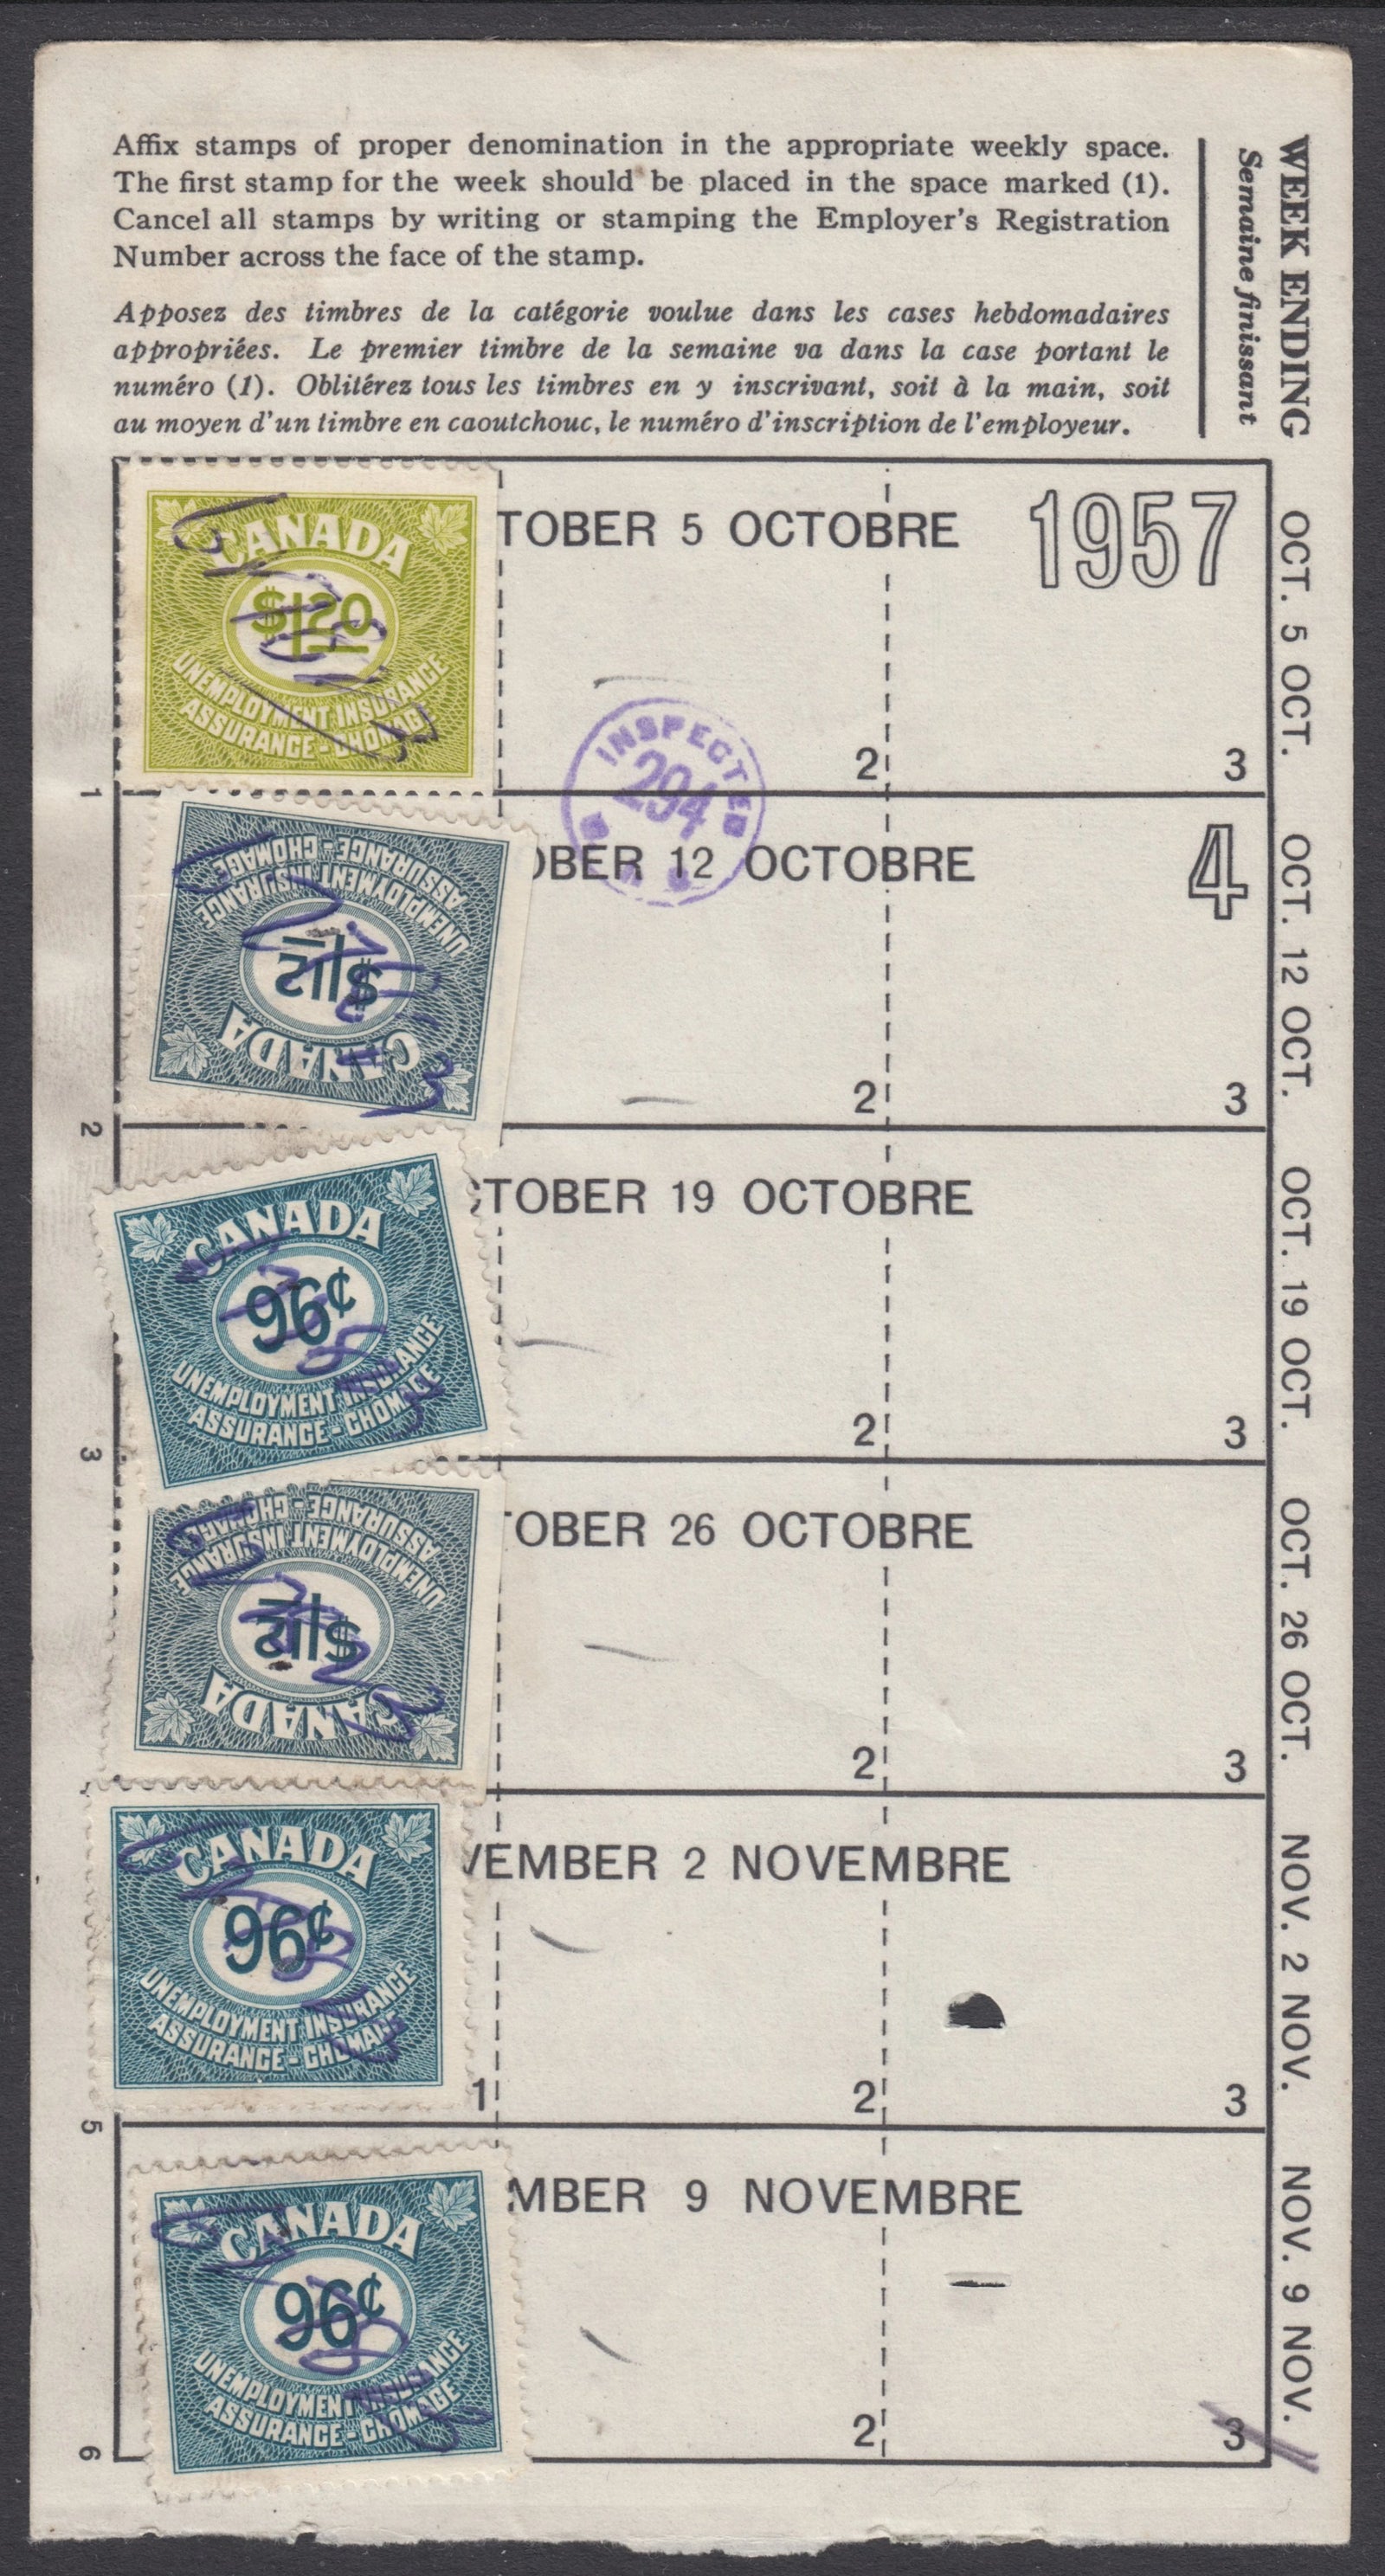 Affix stamps of proper denomination in the appropriate weekly space.
The first stamp for the week should be placed in the space marked (1).
Cancel all stamps by writing or stamping the Employer's Registration
Number across the face of the stamp.
Apposez des timbres de la catégorie voulue dans les cases hebdomadaires
appropriées. Le premier timbre de la semaine va dans la case portant le
numéro (1). Oblitérez tous les timbres en y inscrivant, soit à la main, soit
au moyen d'un timbre en caoutchouc, le numéro d'inscription de l'employeur.
WEEK ENDING
Semaine finissant
CANADA
$1.20
UNEMPLOYMENT INSURANCE
ASSURANCE-CHOMAGE
TOBER 5 OCTOBRE
1957
2
3
OCT. 5 OCT.
1
INSPECTED
294
CANADA
$1.12
UNEMPLOYMENT INSURANCE
ASSURANCE-CHOMAGE
OBER 12 OCTOBRE
4
2
3
OCT. 12 OCT.
2
CANADA
96¢
UNEMPLOYMENT INSURANCE
ASSURANCE-CHOMAGE
CTOBER 19 OCTOBRE
2
3
OCT. 19 OCT.
3
CANADA
$1.12
UNEMPLOYMENT INSURANCE
ASSURANCE-CHOMAGE
TOBER 26 OCTOBRE
2
3
OCT. 26 OCT.
CANADA
96¢
UNEMPLOYMENT INSURANCE
ASSURANCE-CHOMAGE
VEMBER 2 NOVEMBRE
1
2
3
NOV. 2 NOV.
5
CANADA
96¢
UNEMPLOYMENT INSURANCE
ASSURANCE-CHOMAGE
MBER 9 NOVEMBRE
2
3
NOV. 9 NOV.
6